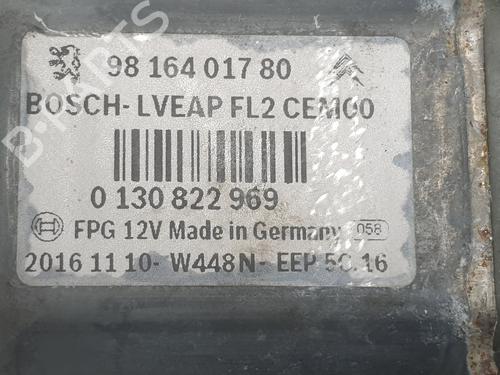 98 164 017 80
BOSCH-LVEAP FL2 CEM00
0 130 822 969
FPG 12V Made in Germany 058
2016 11 10- W448N- EEP 50.16
B-PARTS